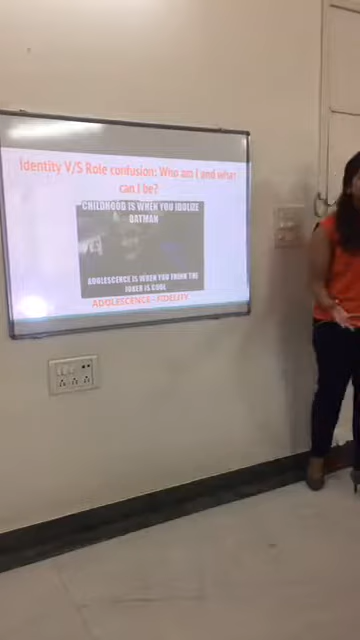 Identity V/S Role confusion: Who am I and what
can I be?
CHILDHOOD IS WHEN YOU IDOLIZE
BATMAN
ADOLESCENCE IS WHEN YOU THINK THE
JOKER IS COOL
ADOLESCENCE - FIDELITY